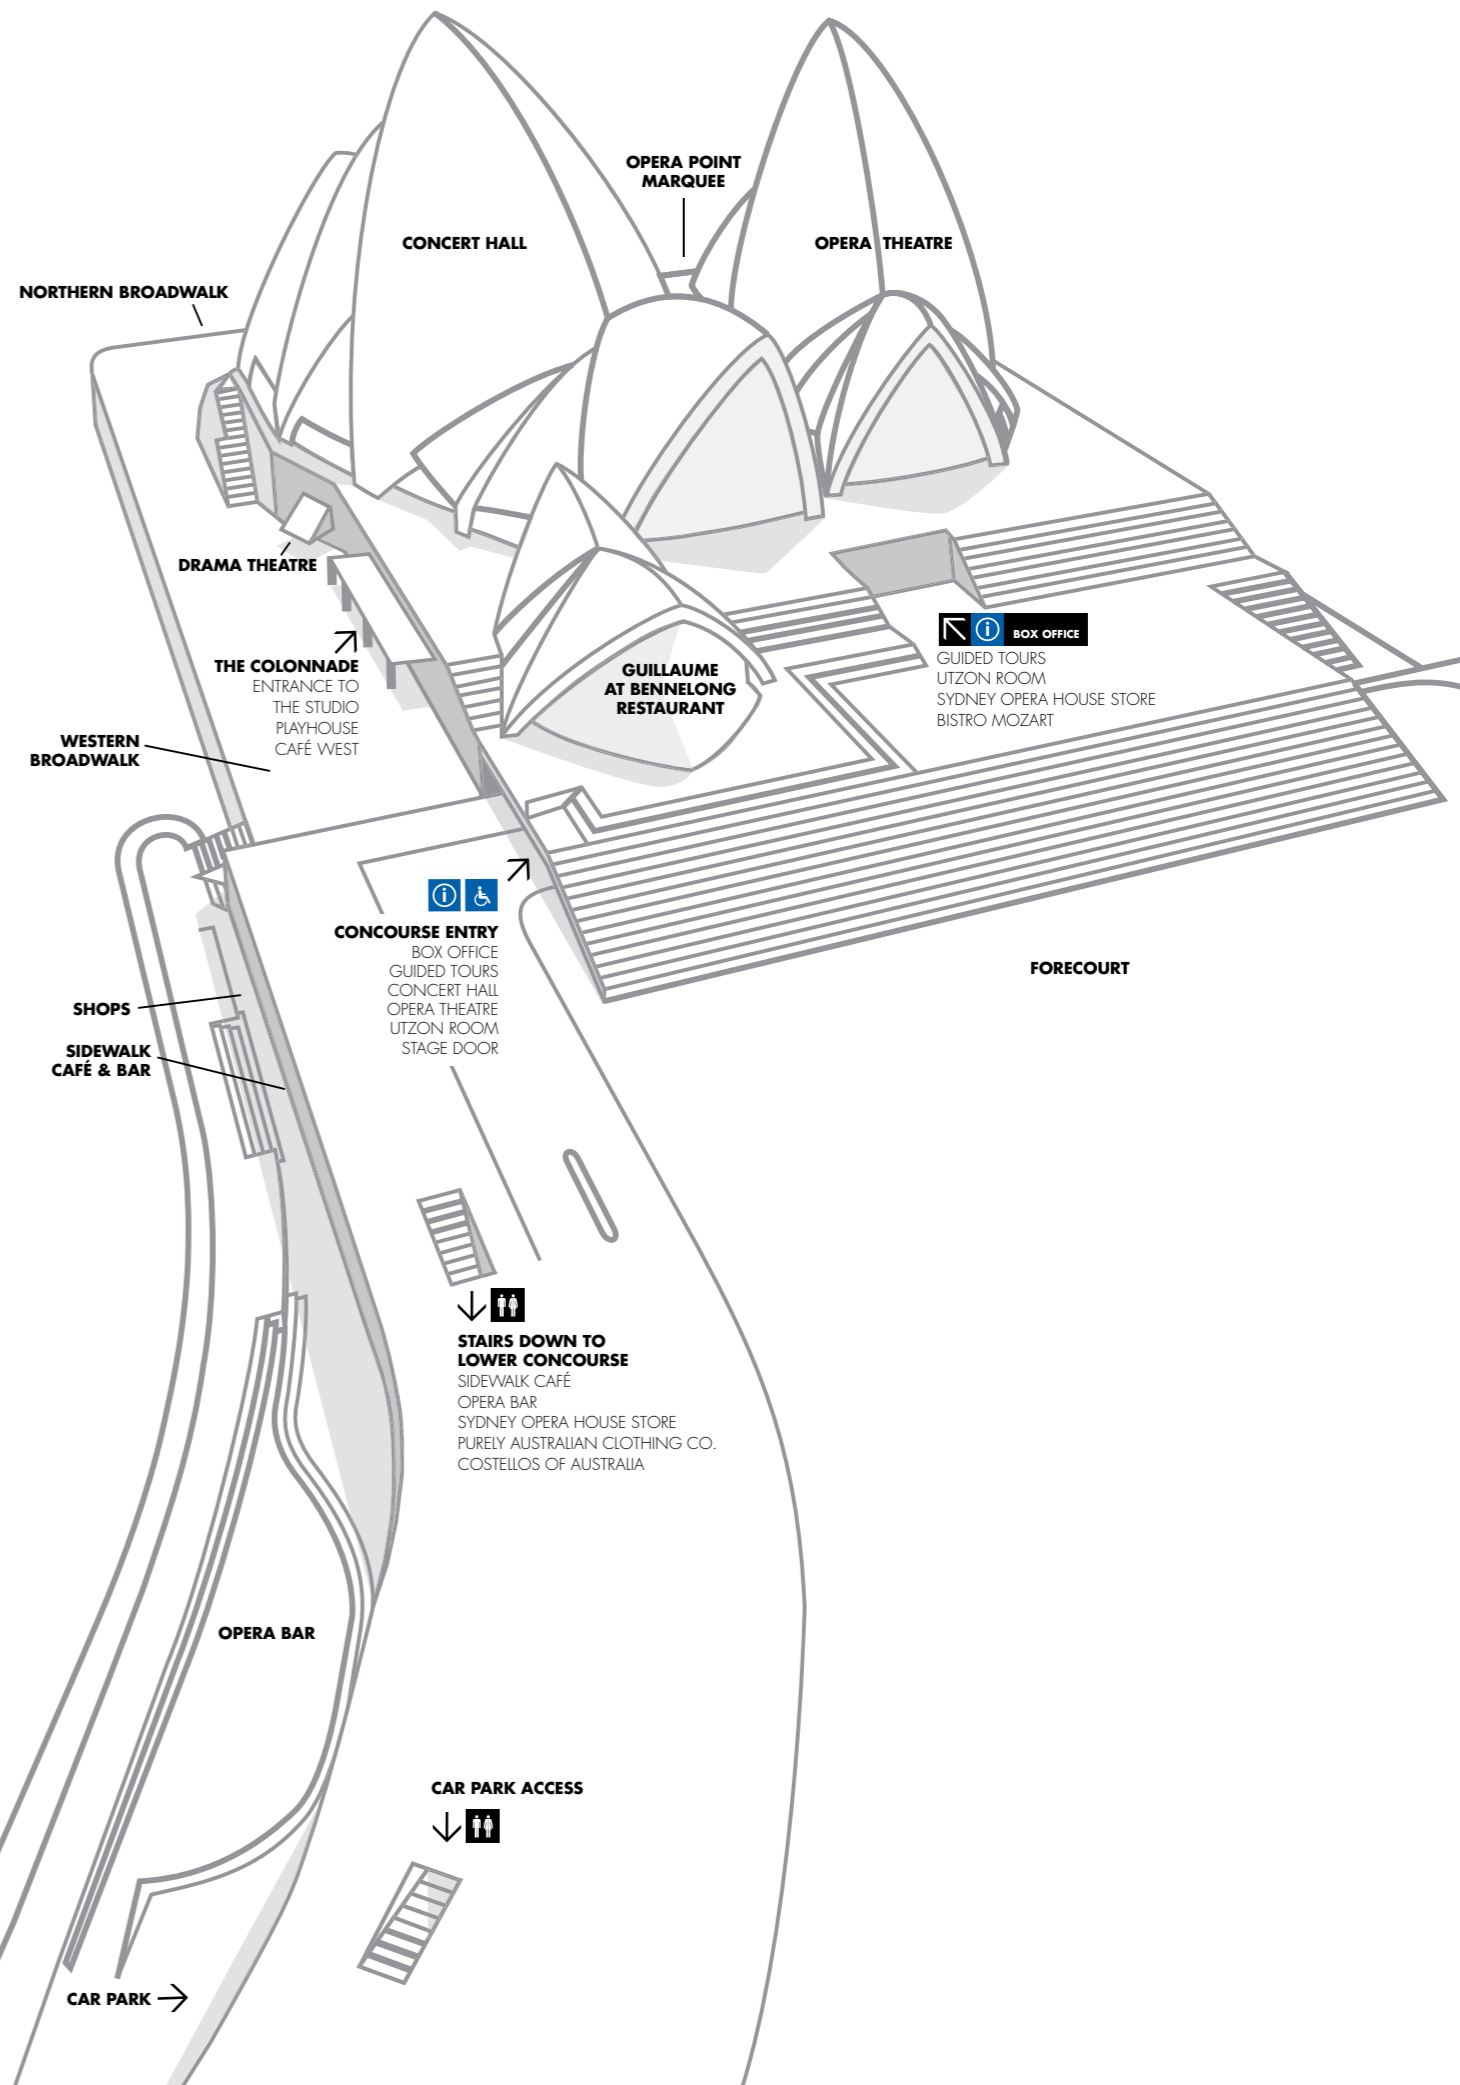 OPERA POINT
MARQUEE
CONCERT HALL
OPERA THEATRE
NORTHERN BROADWALK
DRAMA THEATRE
THE COLONNADE
ENTRANCE TO
THE STUDIO
PLAYHOUSE
CAFÉ WEST
GUILLAUME
AT BENNELONG
RESTAURANT
BOX OFFICE
GUIDED TOURS
UTZON ROOM
SYDNEY OPERA HOUSE STORE
BISTRO MOZART
WESTERN
BROADWALK
CONCOURSE ENTRY
BOX OFFICE
GUIDED TOURS
CONCERT HALL
OPERA THEATRE
UTZON ROOM
STAGE DOOR
FORECOURT
SHOPS
SIDEWALK
CAFÉ & BAR
STAIRS DOWN TO
LOWER CONCOURSE
SIDEWALK CAFÉ
OPERA BAR
SYDNEY OPERA HOUSE STORE
PURELY AUSTRALIAN CLOTHING CO.
COSTELLOS OF AUSTRALIA
OPERA BAR
CAR PARK ACCESS
CAR PARK